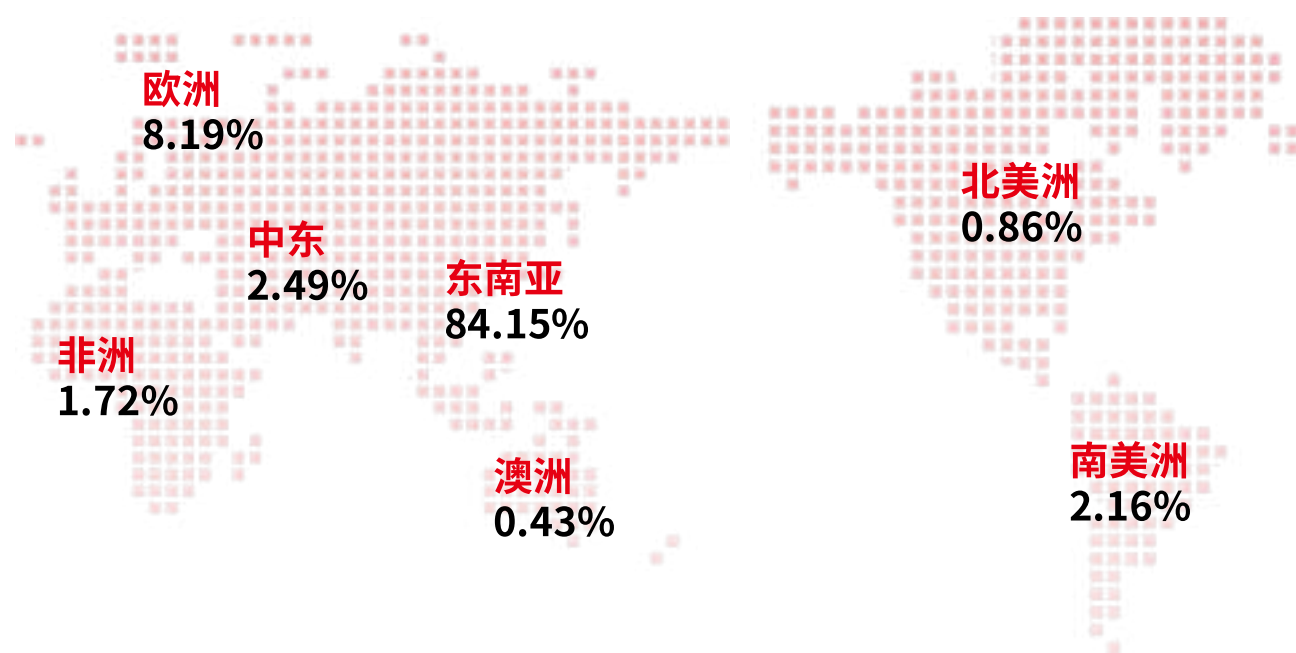 欧洲
8.19%
中东
2.49%
东南亚
84.15%
非洲
1.72%
澳洲
0.43%
北美洲
0.86%
南美洲
2.16%